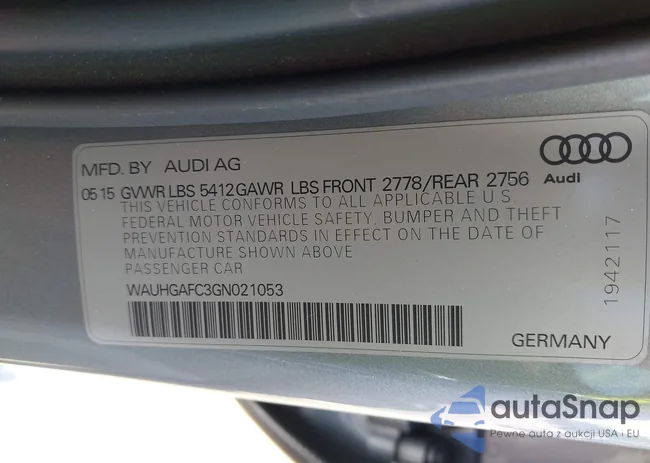 MFD. BY AUDI AG
05 15 GVWR LBS 5412 GAWR LBS FRONT 2778/REAR 2756
THIS VEHICLE CONFORMS TO ALL APPLICABLE U.S
FEDERAL MOTOR VEHICLE SAFETY, BUMPER AND THEFT
PREVENTION STANDARDS IN EFFECT ON THE DATE OF
MANUFACTURE SHOWN ABOVE
PASSENGER CAR
WAUHGAFC3GN021053
Audi
1942117
GERMANY
autoSnap
Pewne auta z aukcji USA i EU